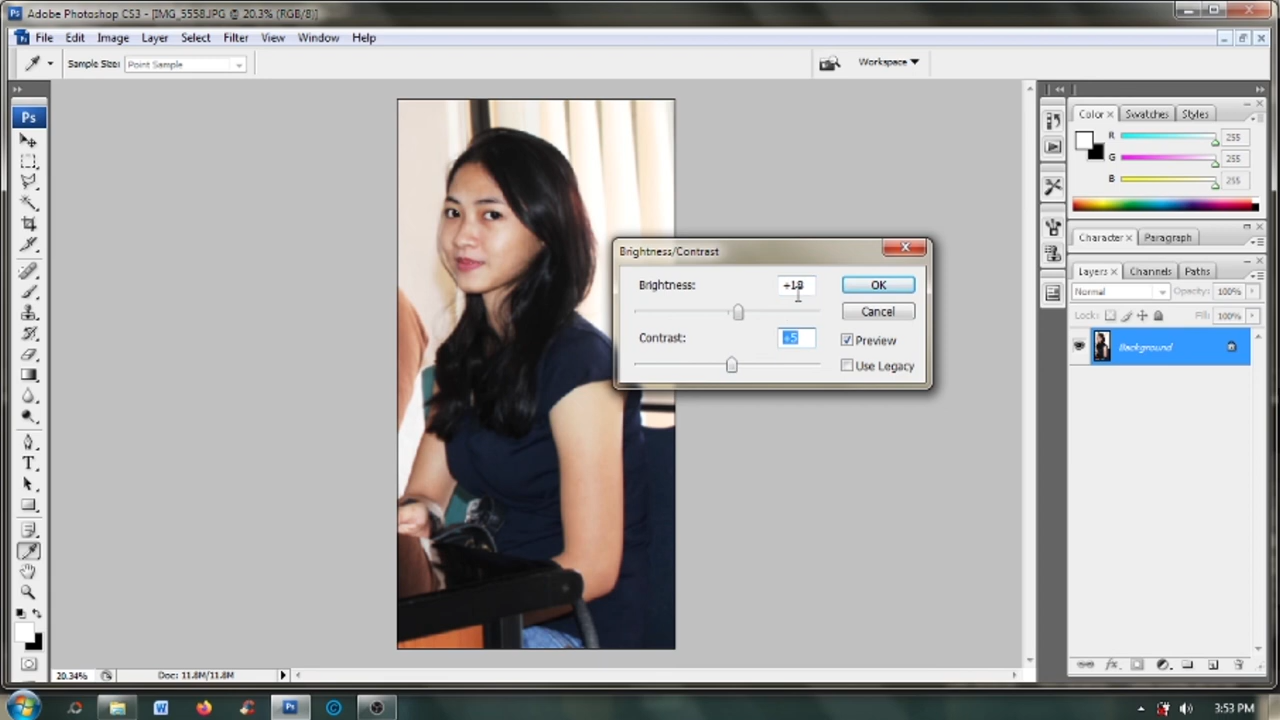 Adobe Photoshop CS3 - [IMG_5558.JPG @ 20.3% (RGB/8)]
File Edit Image Layer Select Filter View Window Help
Sample Size: Point Sample Workspace
Ps
Color Swatches Styles
R 255
G 255
B 255
Character Paragraph
Brightness/Contrast
Brightness: OK
Contrast: +5 Cancel
Preview
Use Legacy
Layers Channels Paths
Normal Opacity: 100%
Lock: Fill: 100%
Background
20.34% Doc: 11.8M/11.8M
3:53 PM